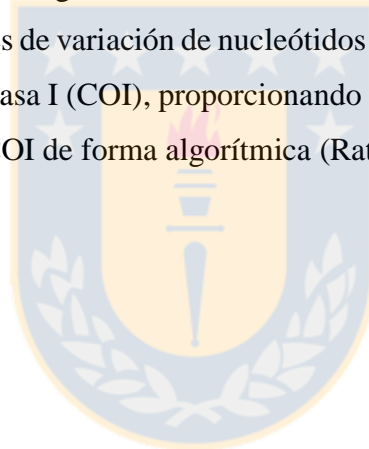 s de variación de nucleótidos
asa I (COI), proporcionando
OI de forma algorítmica (Rat